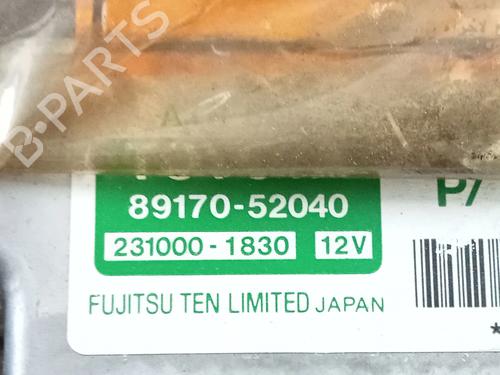 B-PARTS
A
89170-52040
P/
231000-1830 12V
FUJITSU TEN LIMITED JAPAN
*